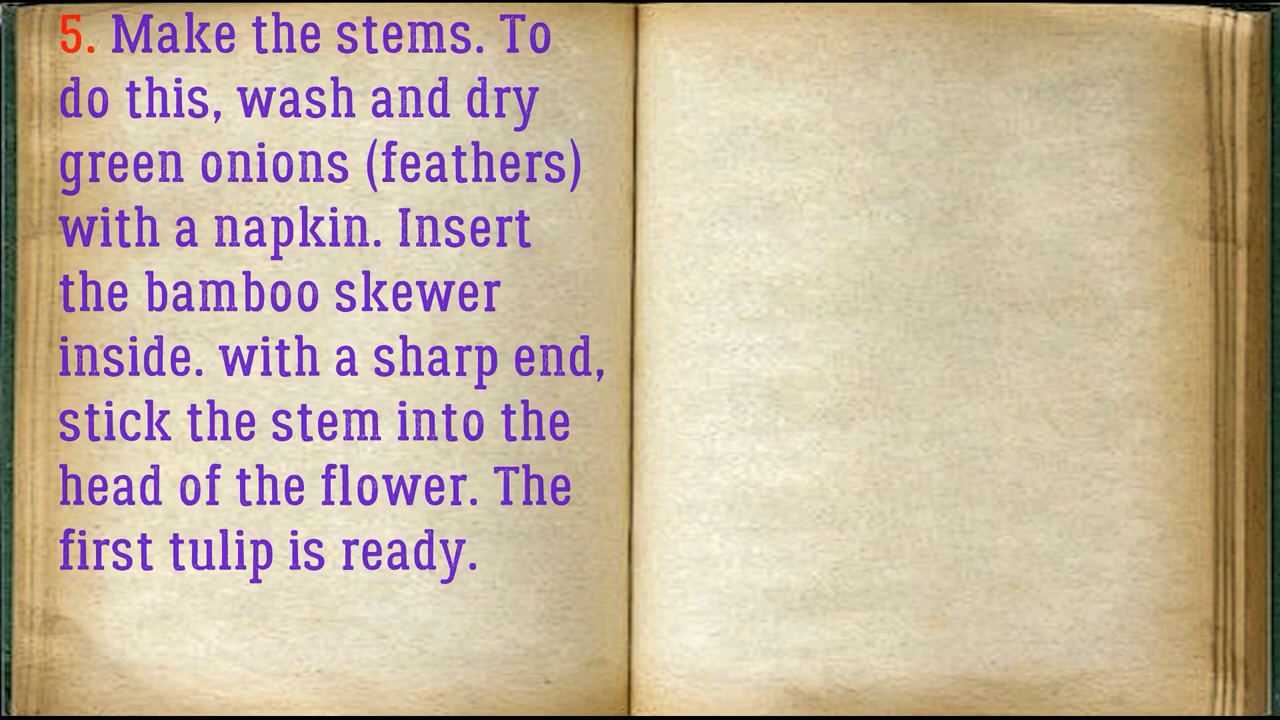 5. Make the stems. To
do this, wash and dry
green onions (feathers)
with a napkin. Insert
the bamboo skewer
inside. with a sharp end,
stick the stem into the
head of the flower. The
first tulip is ready.